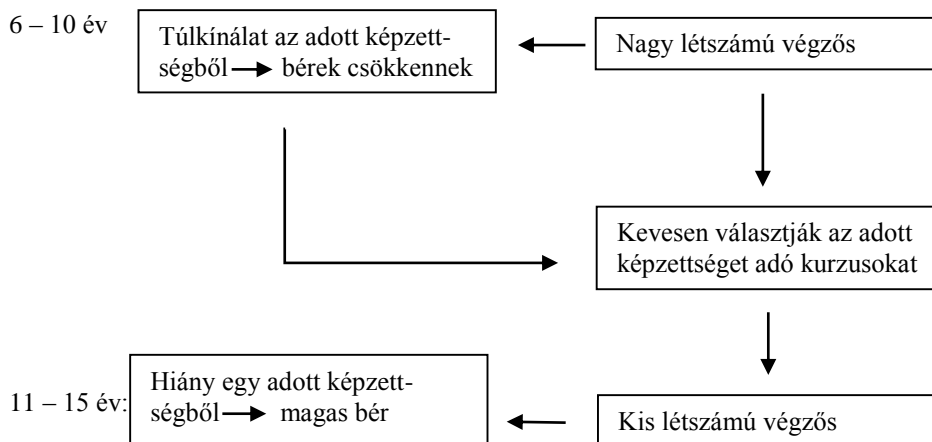 6 – 10 év
Túlkínálat az adott képzett-
ségből → bérek csökkennek
Nagy létszámú végzős
Kevesen választják az adott
képzettséget adó kurzusokat
11 – 15 év:
Hiány egy adott képzett-
ségből → magas bér
Kis létszámú végzős